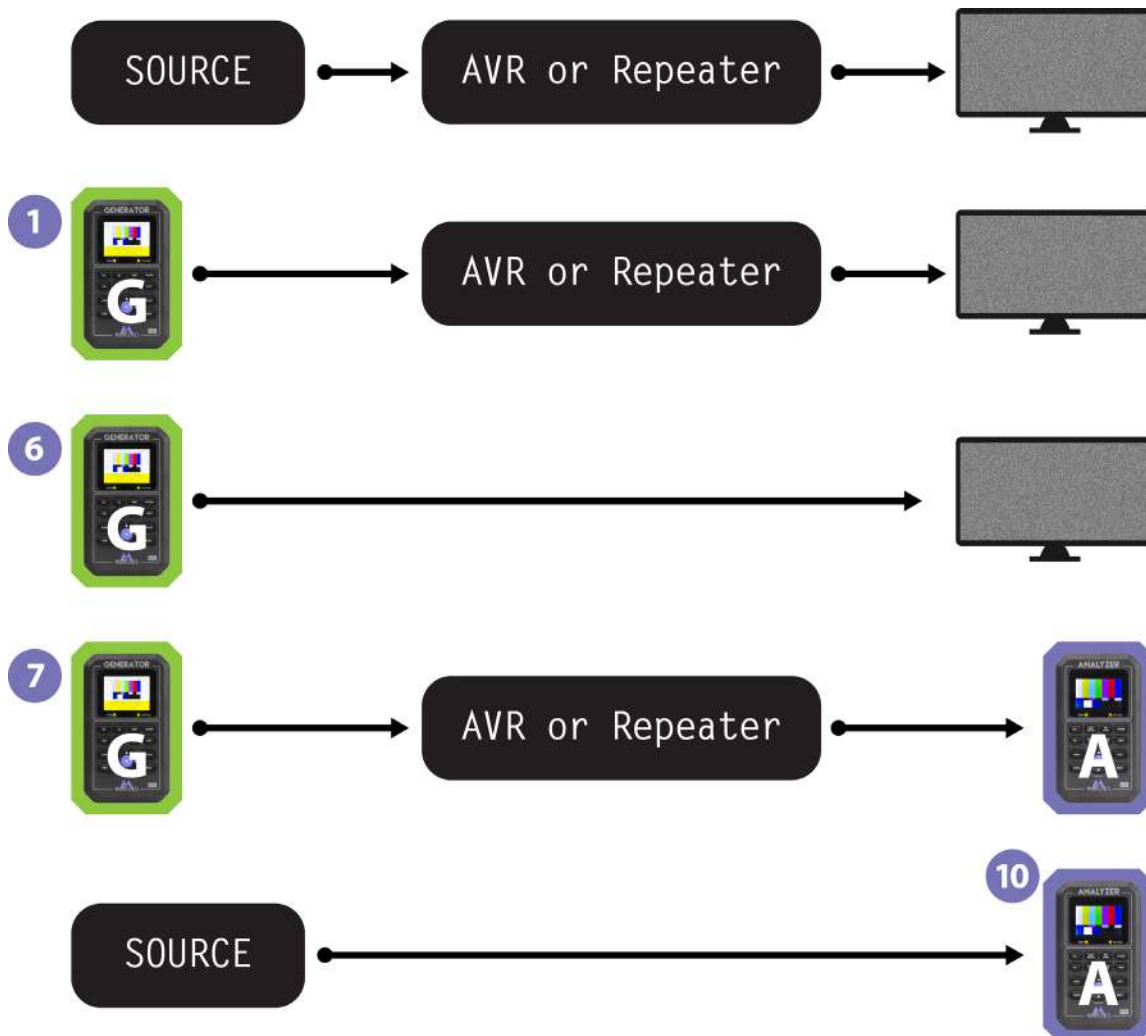 SOURCE
AVR or Repeater
1
GENERATOR
G
AVR or Repeater
6
GENERATOR
G
7
GENERATOR
G
AVR or Repeater
ANALYZER
A
10
SOURCE
ANALYZER
A